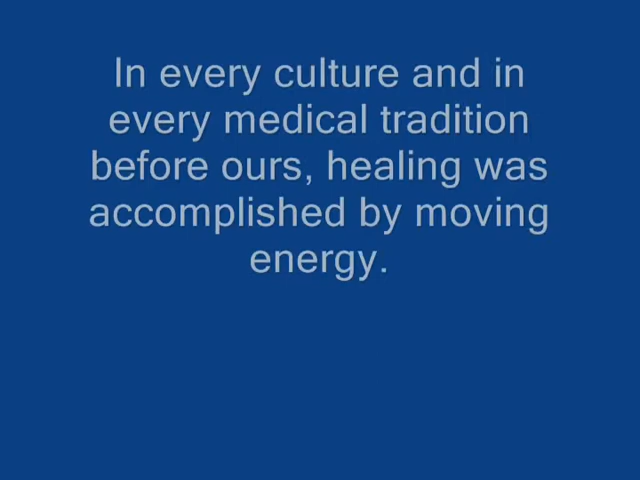 In every culture and in
every medical tradition
before ours, healing was
accomplished by moving
energy.